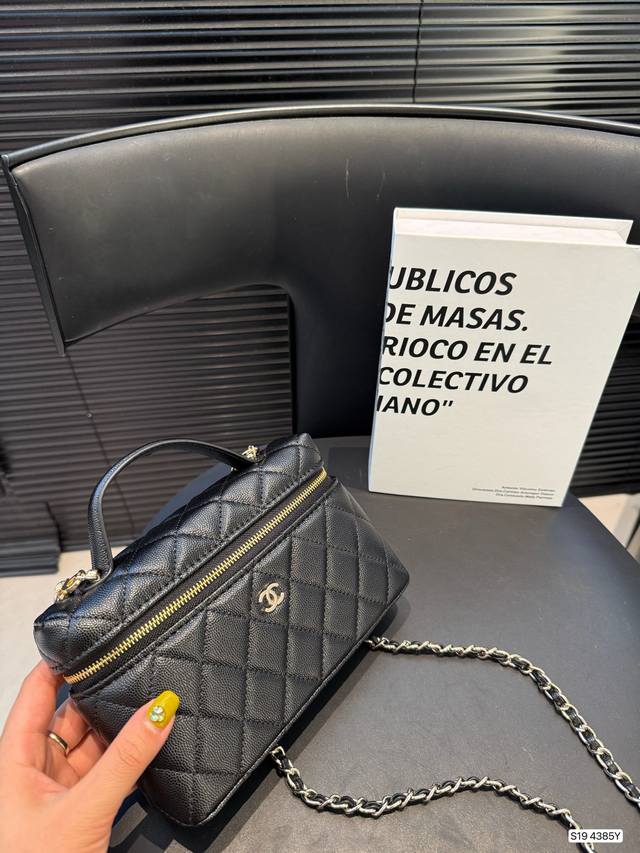 UBLICOS
DE MASAS.
RIOCO EN EL
COLECTIVO
IANO"
S19 4385Y